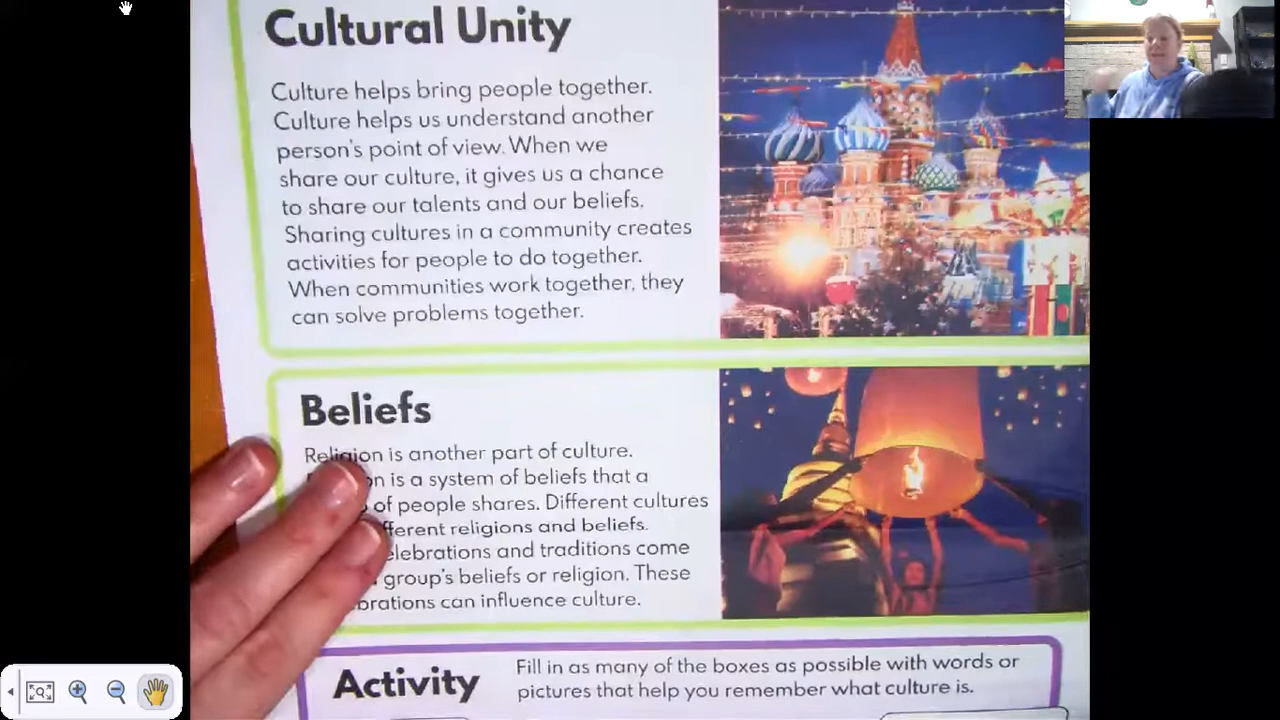 Cultural Unity
Culture helps bring people together.
Culture helps us understand another
person's point of view. When we
share our culture, it gives us a chance
to share our talents and our beliefs.
Sharing cultures in a community creates
activities for people to do together.
When communities work together, they
can solve problems together.
Beliefs
Religion is another part of culture.
is a system of beliefs that a
of people shares. Different cultures
religions and beliefs.
and traditions come
group's beliefs or religion. These
can influence culture.
Activity
Fill in as many of the boxes as possible with words or
pictures that help you remember what culture is.